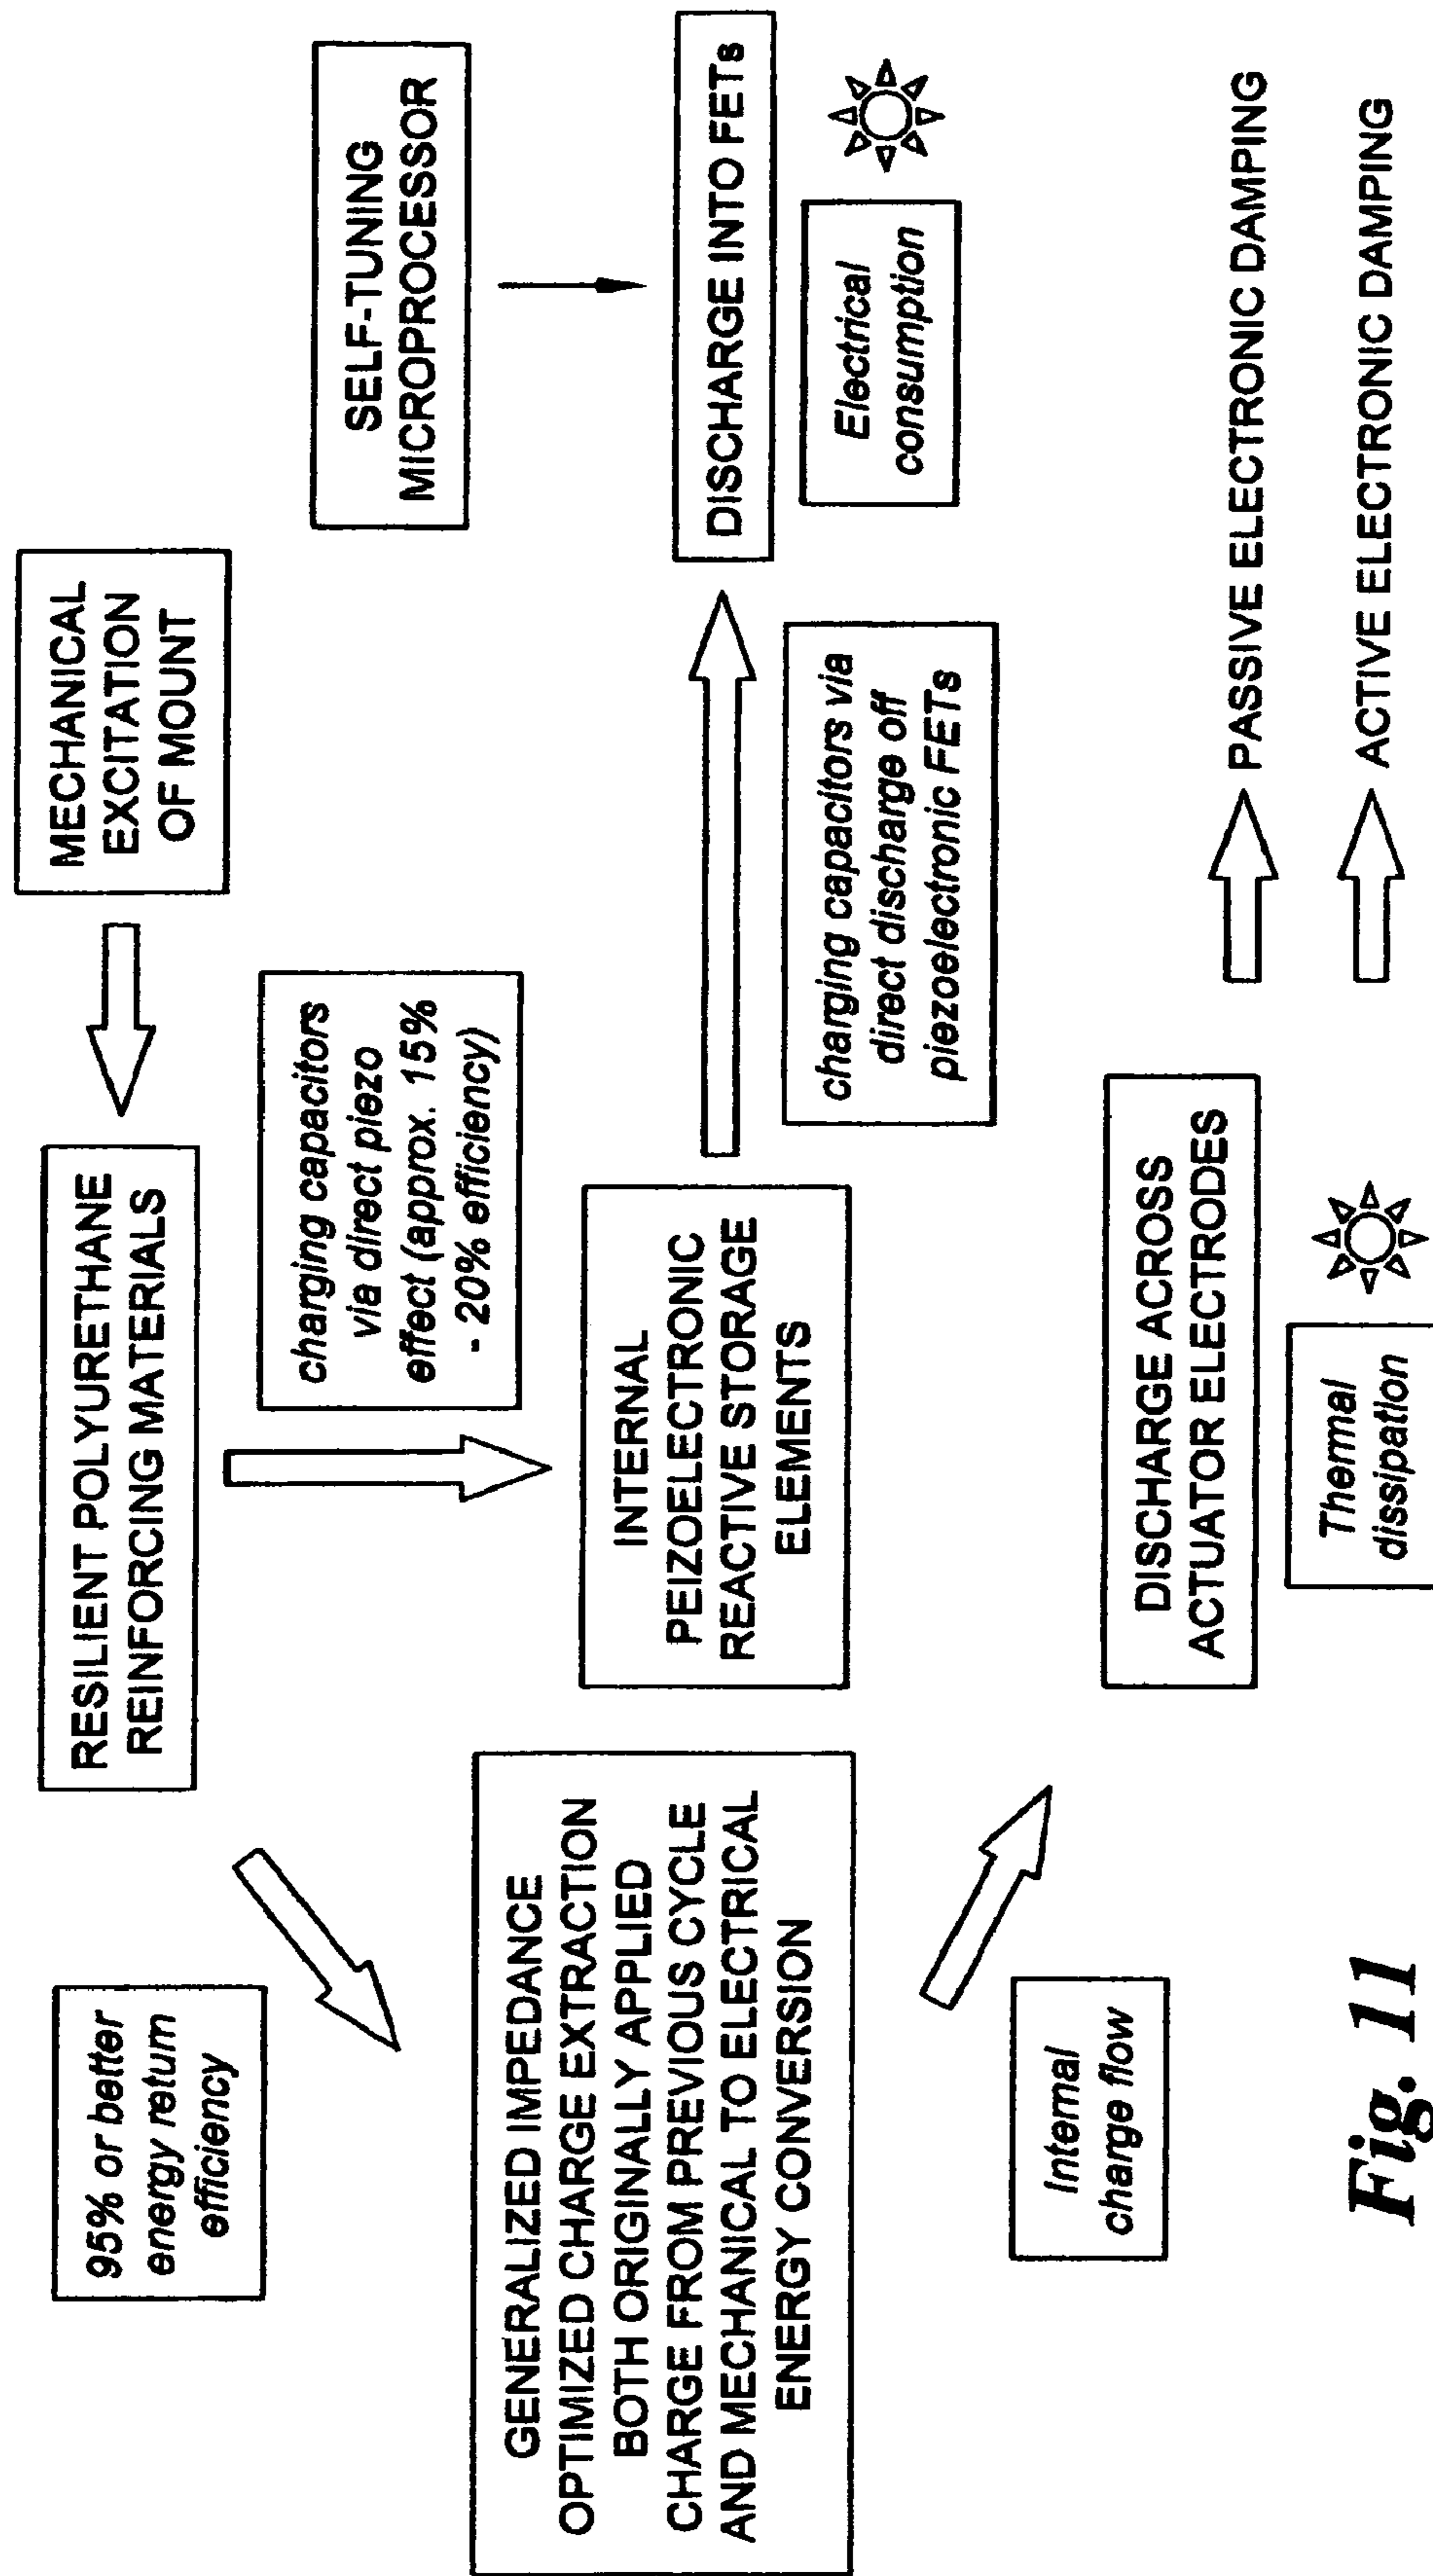 MECHANICAL
EXCITATION
OF MOUNT
RESILIENT POLYURETHANE
REINFORCING MATERIALS
95% or better
energy return
efficiency
charging capacitors
via direct piezo
effect (approx. 15%
- 20% efficiency)
SELF-TUNING
MICROPROCESSOR
GENERALIZED IMPEDANCE
OPTIMIZED CHARGE EXTRACTION
BOTH ORIGINALLY APPLIED
CHARGE FROM PREVIOUS CYCLE
AND MECHANICAL TO ELECTRICAL
ENERGY CONVERSION
INTERNAL
PEIZOELECTRONIC
REACTIVE STORAGE
ELEMENTS
DISCHARGE INTO FETs
charging capacitors via
direct discharge off
piezoelectronic FETs
Electrical
consumption
Internal
charge flow
DISCHARGE ACROSS
ACTUATOR ELECTRODES
Thermal
dissipation
PASSIVE ELECTRONIC DAMPING
ACTIVE ELECTRONIC DAMPING
Fig. 11